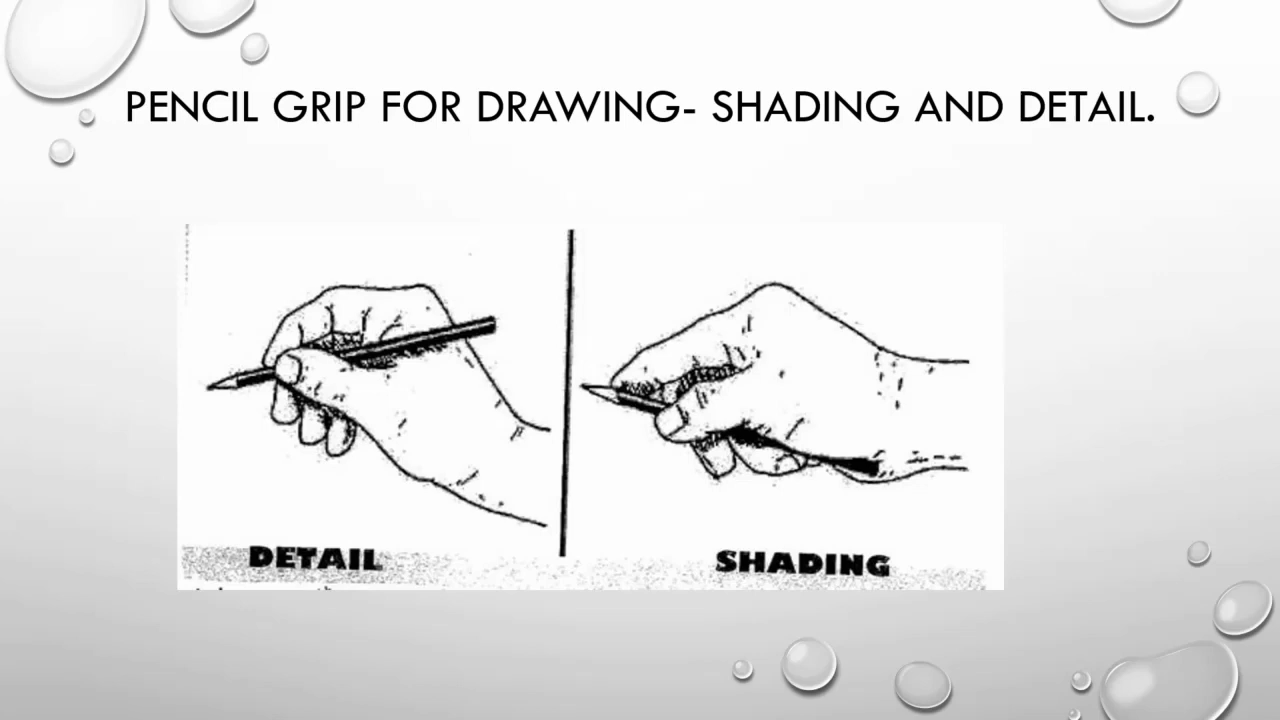 PENCIL GRIP FOR DRAWING- SHADING AND DETAIL.
DETAIL
SHADING